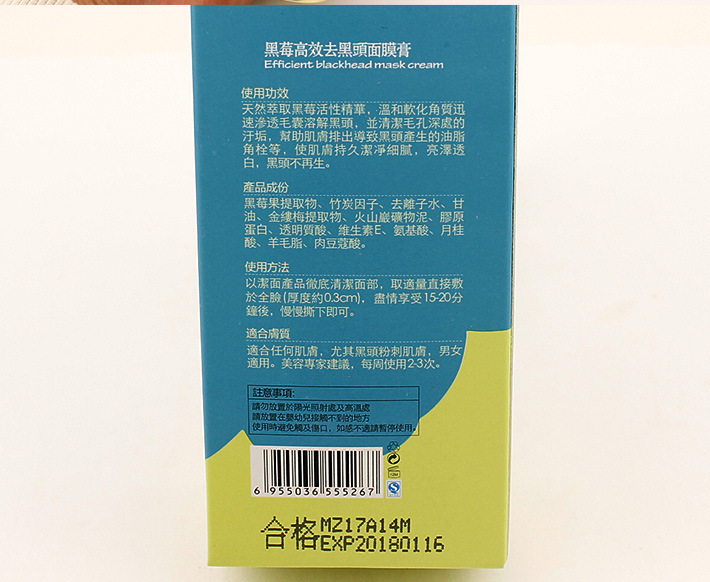 黑莓高效去黑頭面膜膏
Efficient blackhead mask cream
使用功效
天然萃取黑莓活性精華，溫和軟化角質迅
速滲透毛囊溶解黑頭，並清潔毛孔深處的
汙垢，幫助肌膚排出導致黑頭產生的油脂
角栓等，使肌膚持久潔凈細膩，亮澤透
白，黑頭不再生。
產品成份
黑莓果提取物、竹炭因子、去離子水、甘
油、金縷梅提取物、火山巖礦物泥、膠原
蛋白、透明質酸、維生素E、氨基酸、月桂
酸、羊毛脂、肉豆蔻酸。
使用方法
以潔面產品徹底清潔面部，取適量直接敷
於全臉(厚度約0.3cm)，盡情享受15-20分
鐘後，慢慢撕下即可。
適合膚質
適合任何肌膚，尤其黑頭粉刺肌膚，男女
適用。美容專家建議，每周使用2-3次。
註意事項:
請勿放置於陽光照射處及高溫處
請放置在嬰幼兒接觸不到的地方
使用時避免觸及傷口，如感不適請暫停使用。
6 955036 555267
合格 MZ17A14M
EXP20180116